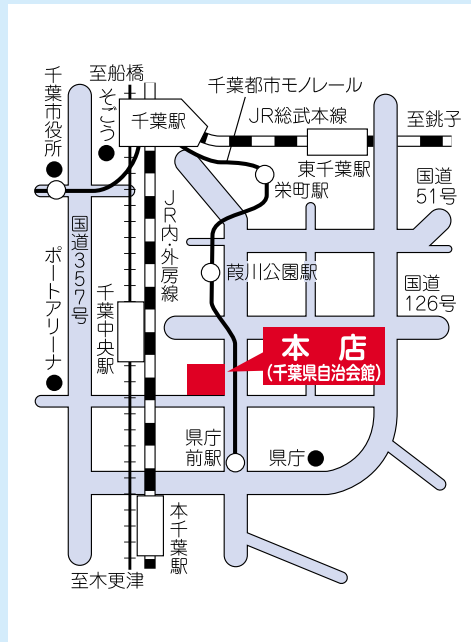 至船橋
千葉市役所
そごう
千葉駅
千葉都市モノレール
JR総武本線
至銚子
東千葉駅
栄町駅
国道
51号
JR内・外房線
国道357号
ポートアリーナ
千葉中央駅
葭川公園駅
国道
126号
本店
(千葉県自治会館)
県庁
前駅
県庁
本千葉駅
至木更津